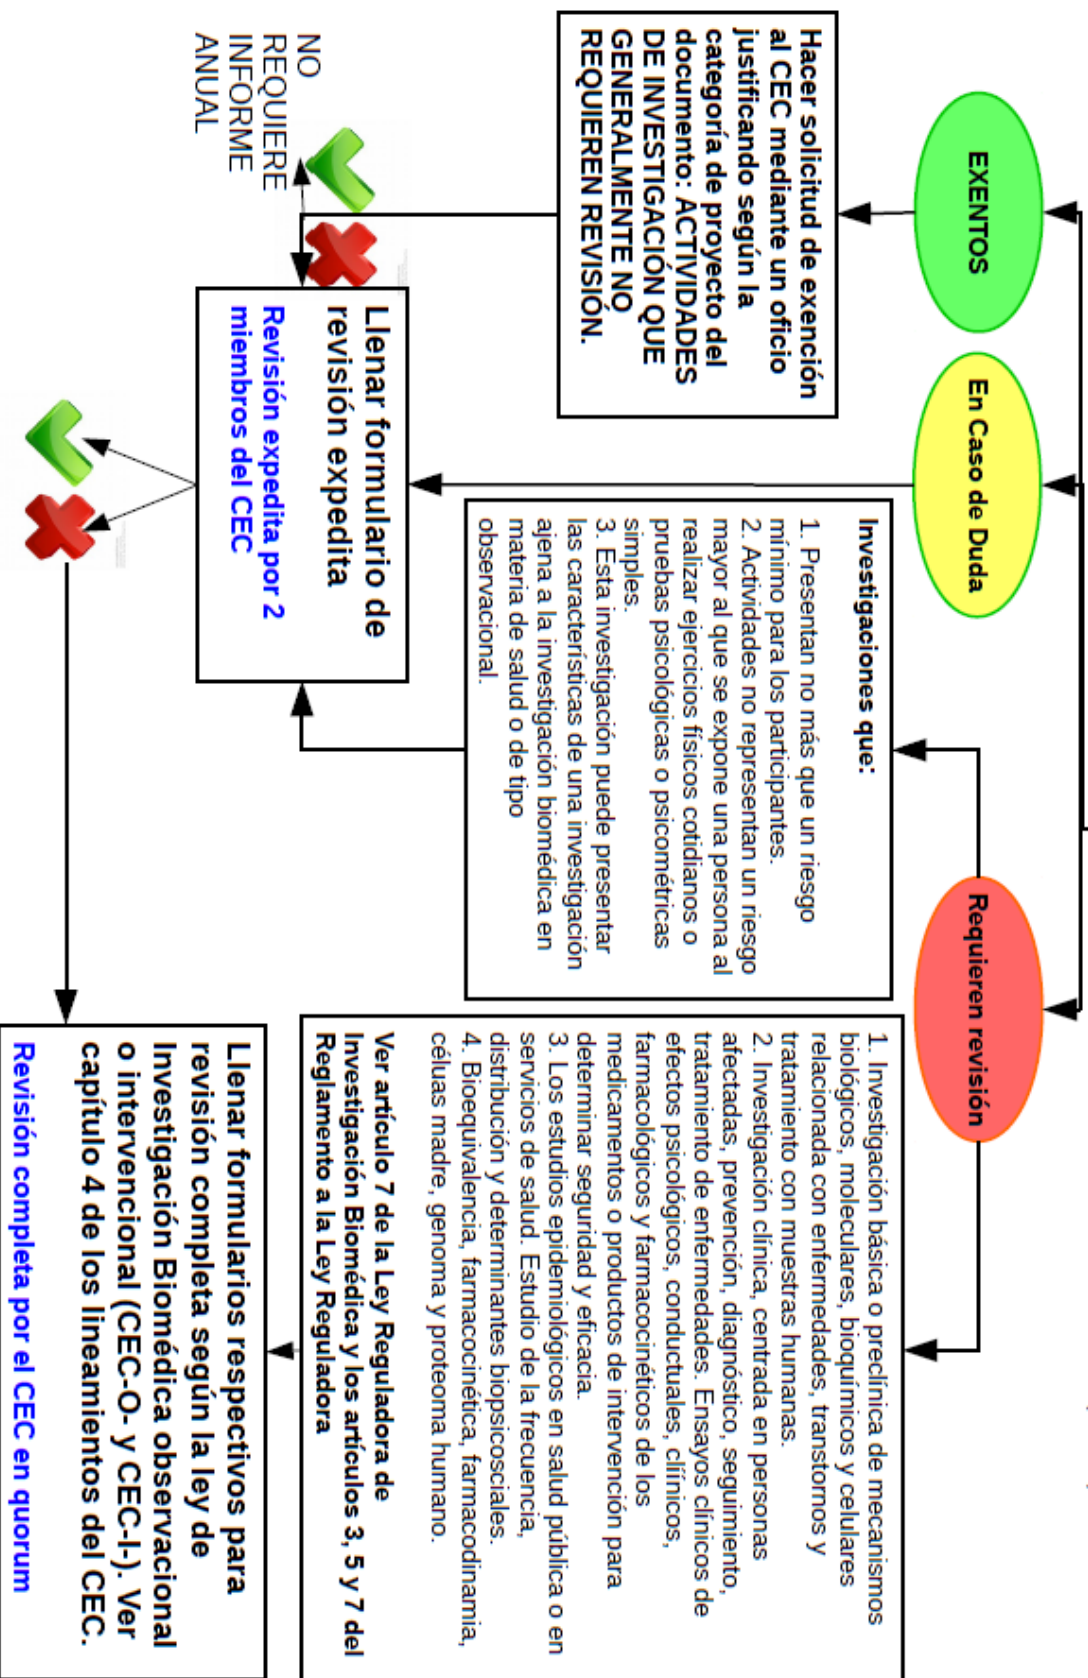 EXENTOS
En Caso de Duda
Requieren revisión
Hacer solicitud de exención
al CEC mediante un oficio
justificando según la
categoría de proyecto del
documento: ACTIVIDADES
DE INVESTIGACIÓN QUE
GENERALMENTE NO
REQUIEREN REVISIÓN.
Investigaciones que:
1. Presentan no más que un riesgo
mínimo para los participantes.
2. Actividades no representan un riesgo
mayor al que se expone una persona al
realizar ejercicios físicos cotidianos o
pruebas psicológicas o psicométricas
simples.
3. Esta investigación puede presentar
las características de una investigación
ajena a la investigación biomédica en
materia de salud o de tipo
observacional.
1. Investigación básica o preclínica de mecanismos
biológicos, moleculares, bioquímicos y celulares
relacionada con enfermedades, transtornos y
tratamiento con muestras humanas.
2. Investigación clínica, centrada en personas
afectadas, prevención, diagnóstico, seguimiento,
tratamiento de enfermedades. Ensayos clínicos de
efectos psicológicos, conductuales, clíínicos,
farmacológicos y farmacocinéticos de los
medicamentos o productos de intervención para
determinar seguridad y eficacia.
3. Los estudios epidemiológicos en salud pública o en
servicios de salud. Estudio de la frecuencia,
distribución y determinantes biopsicosciales.
4. Bioequivalencia, farmacocinética, farmacodinamia,
céluas madre, genoma y proteoma humano.
Ver artículo 7 de la Ley Reguladora de
Investigación Biomédica y los artículos 3, 5 y 7 del
Reglamento a la Ley Reguladora
NO
REQUIERE
INFORME
ANUAL
Llenar formulario de
revisión expedita
Revisión expedita por 2
miembros del CEC
Llenar formularios respectivos para
revisión completa según la ley de
Investigación Biomédica observacional
o intervencional (CEC-O- y CEC-I-). Ver
capítulo 4 de los lineamientos del CEC.
Revisión completa por el CEC en quorum